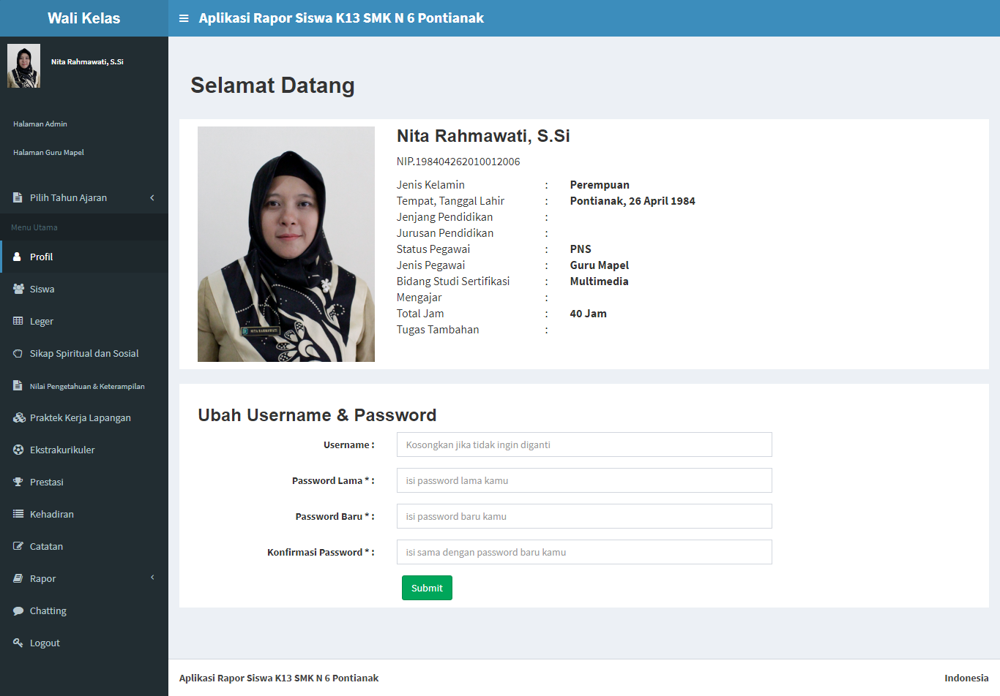 Wali Kelas
Aplikasi Rapor Siswa K13 SMK N 6 Pontianak
Nita Rahmawati, S.Si
Halaman Admin
Halaman Guru Mapel
Pilih Tahun Ajaran
Menu Utama
Profil
Siswa
Leger
Sikap Spiritual dan Sosial
Nilai Pengetahuan & Keterampilan
Praktek Kerja Lapangan
Ekstrakurikuler
Prestasi
Kehadiran
Catatan
Rapor
Chatting
Logout
Selamat Datang
NITA RAHMAWATI
Nita Rahmawati, S.Si
NIP.198404262010012006
Jenis Kelamin : Perempuan
Tempat, Tanggal Lahir : Pontianak, 26 April 1984
Jenjang Pendidikan :
Jurusan Pendidikan :
Status Pegawai : PNS
Jenis Pegawai : Guru Mapel
Bidang Studi Sertifikasi : Multimedia
Mengajar :
Total Jam : 40 Jam
Tugas Tambahan :
Ubah Username & Password
Username : Kosongkan jika tidak ingin diganti
Password Lama * : isi password lama kamu
Password Baru * : isi password baru kamu
Konfirmasi Password * : isi sama dengan password baru kamu
Submit
Aplikasi Rapor Siswa K13 SMK N 6 Pontianak
Indonesia